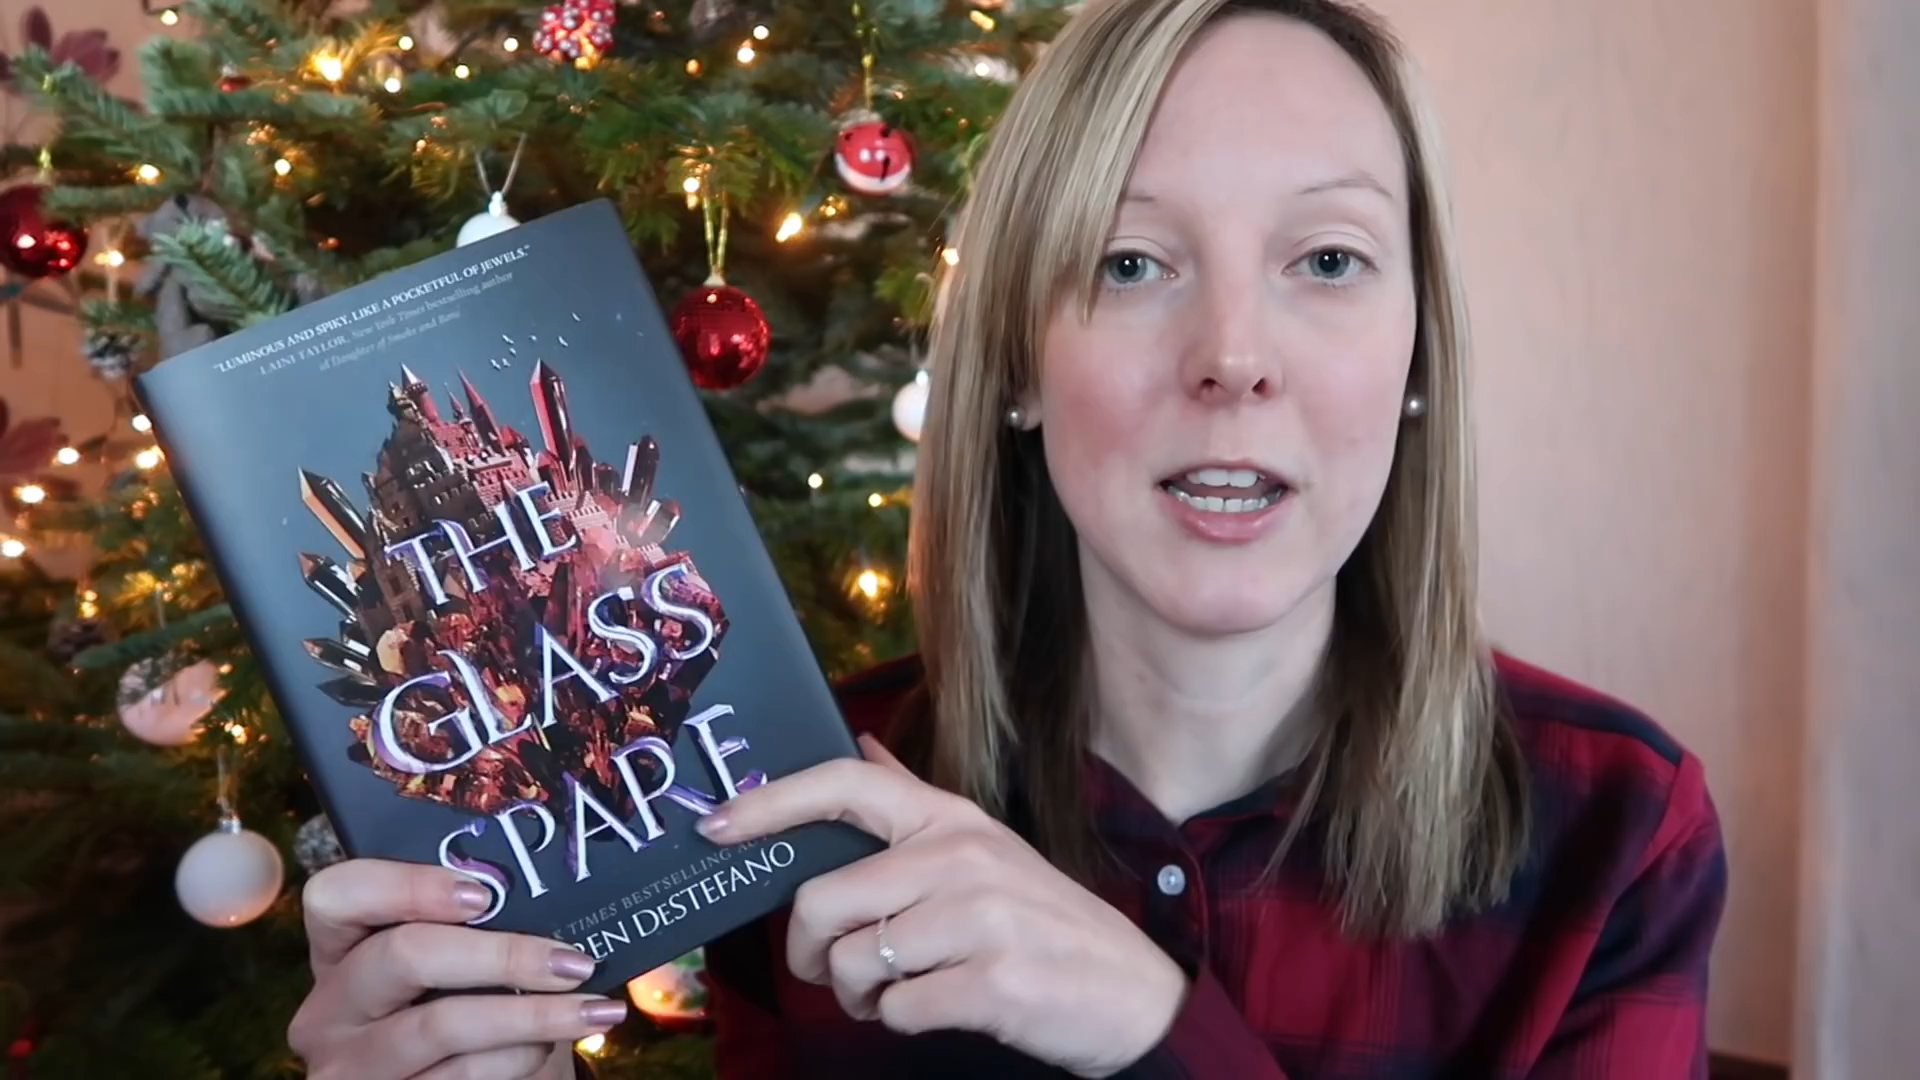 "LUMINOUS AND SPIKY, LIKE A POCKETFUL OF JEWELS."
LAINI TAYLOR, New York Times bestselling author
of Daughter of Smoke and Bone
THE
GLASS
SPARE
TIMES BESTSELLING
REN DESTEFANO